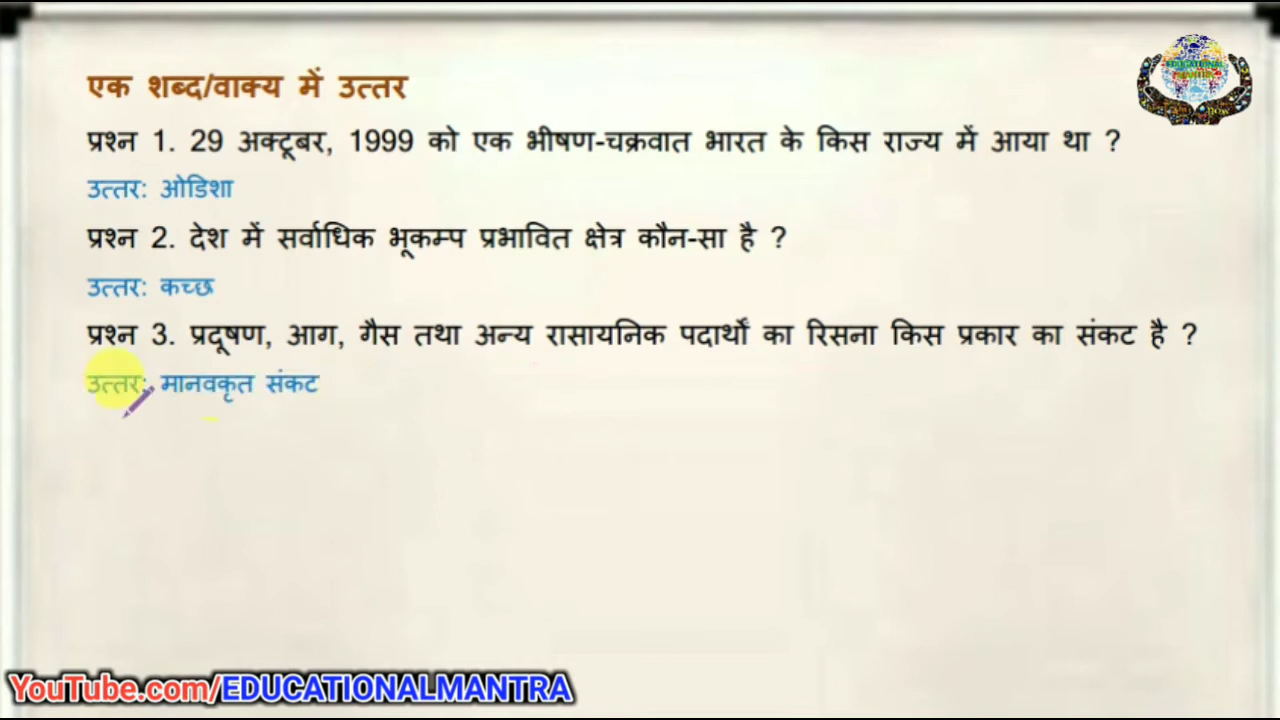 EDUCATIONAL
MANTRA
एक शब्द/वाक्य में उत्तर
प्रश्न 1. 29 अक्टूबर, 1999 को एक भीषण-चक्रवात भारत के किस राज्य में आया था ?
उत्तर: ओडिशा
प्रश्न 2. देश में सर्वाधिक भूकम्प प्रभावित क्षेत्र कौन-सा है ?
उत्तर: कच्छ
प्रश्न 3. प्रदूषण, आग, गैस तथा अन्य रासायनिक पदार्थों का रिसना किस प्रकार का संकट है ?
उत्तर: मानवकृत संकट
YouTube.com/EDUCATIONALMANTRA